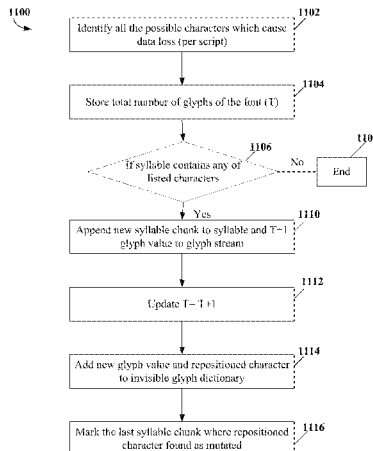 1100
1102
Identify all the possible characters which cause
data loss (per script)
1104
Store total number of glyphs of the font (T)
1106
If syllable contains any of
listed characters
No
110
End
Yes
1110
Append new syllable chunk to syllable and T+1
glyph value to glyph stream
1112
Update T= T+1
1114
Add new glyph value and repositioned character
to invisible glyph dictionary
1116
Mark the last syllable chunk where repositioned
character found as mutated